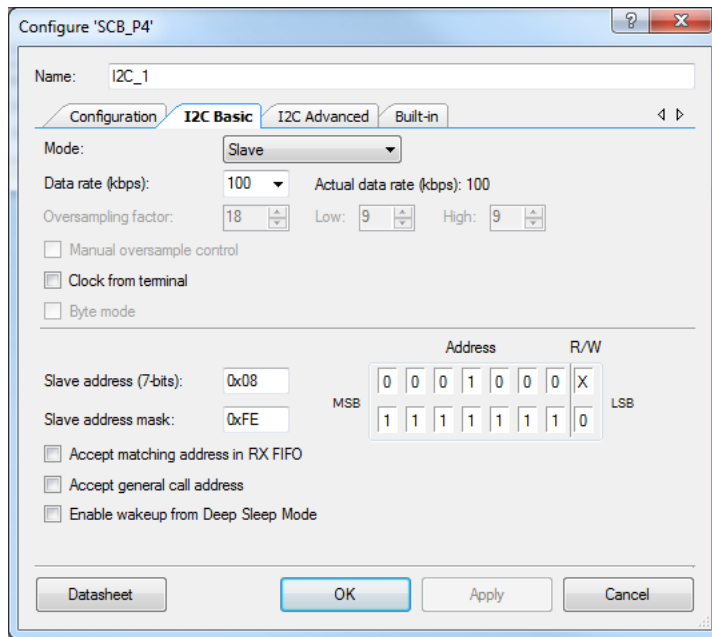 Configure 'SCB_P4'
Name: I2C_1
Configuration I2C Basic I2C Advanced Built-in
Mode: Slave
Data rate (kbps): 100 Actual data rate (kbps): 100
Oversampling factor: 18 Low: 9 High: 9
Manual oversample control
Clock from terminal
Byte mode
Address R/W
Slave address (7-bits): 0x08 0 0 0 1 0 0 0 X
MSB LSB
Slave address mask: 0xFE 1 1 1 1 1 1 1 0
Accept matching address in RX FIFO
Accept general call address
Enable wakeup from Deep Sleep Mode
Datasheet OK Apply Cancel